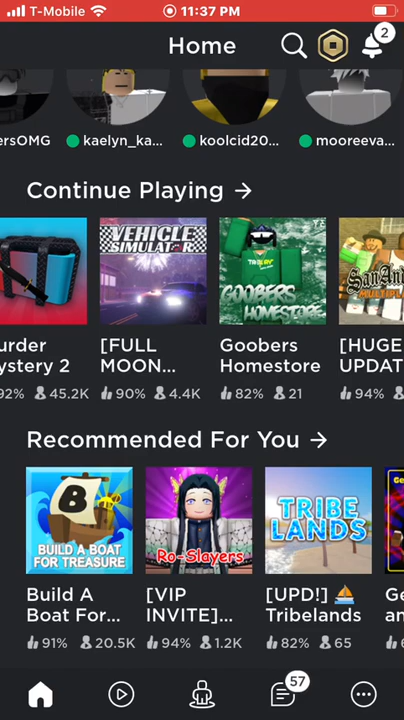 T-Mobile 11:37 PM
Home
2
ersOMG kaelyn_ka... koolcid20... mooreeva...
Continue Playing →
VEHICLE
SIMULATOR
GOOBERS
HOMESTORE
urder
ystery 2
[FULL
MOON...
Goobers
Homestore
[HUGE
UPDAT
92% 45.2K 90% 4.4K 82% 21 94%
Recommended For You →
B
BUILD A BOAT
FOR TREASURE
Ro-Slayers
TRIBE
LANDS
Build A
Boat For...
[VIP
INVITE]...
[UPD!] ⛵
Tribelands
91% 20.5K 94% 1.2K 82% 65
57